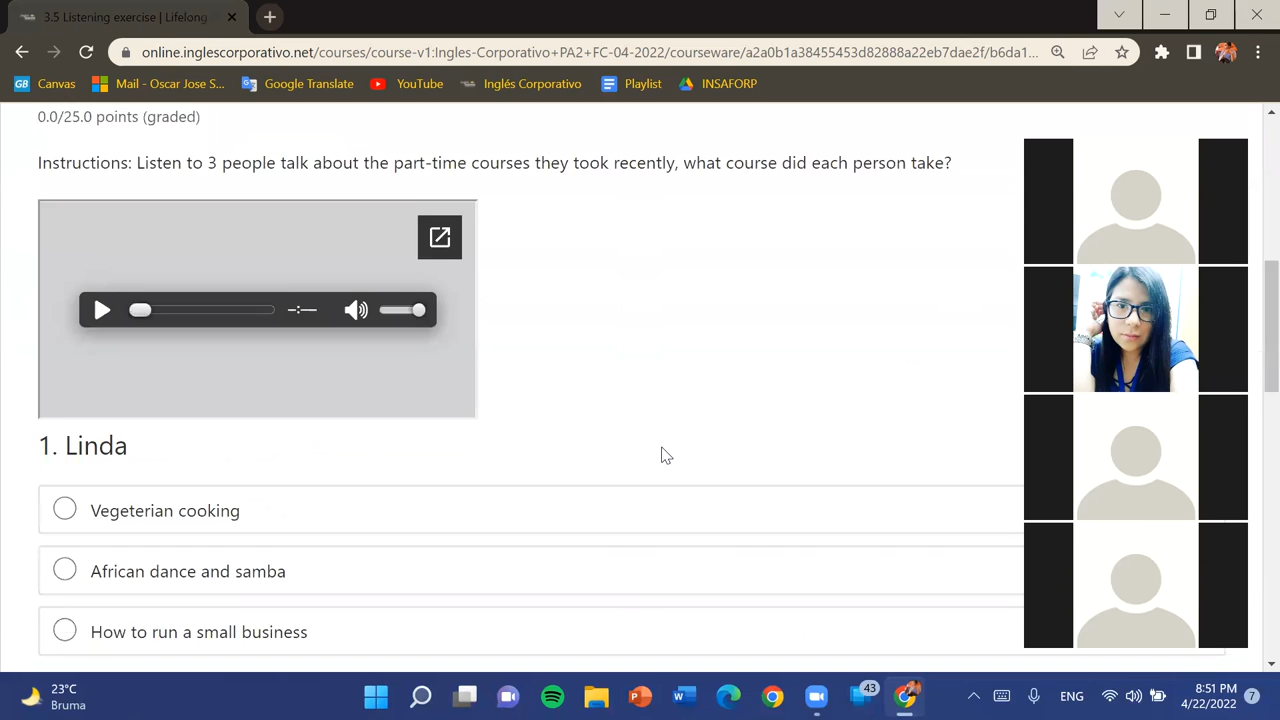 3.5 Listening exercise | Lifelong
online.inglescorporativo.net/courses/course-v1:Ingles-Corporativo+PA2+FC-04-2022/courseware/a2a0b1a38455453d82888a22eb7dae2f/b6da1...
GB Canvas Mail - Oscar Jose S... Google Translate YouTube Inglés Corporativo Playlist INSAFORP
0.0/25.0 points (graded)
Instructions: Listen to 3 people talk about the part-time courses they took recently, what course did each person take?
--:--
1. Linda
Vegeterian cooking
African dance and samba
How to run a small business
23°C
Bruma
43
ENG
8:51 PM
4/22/2022
7